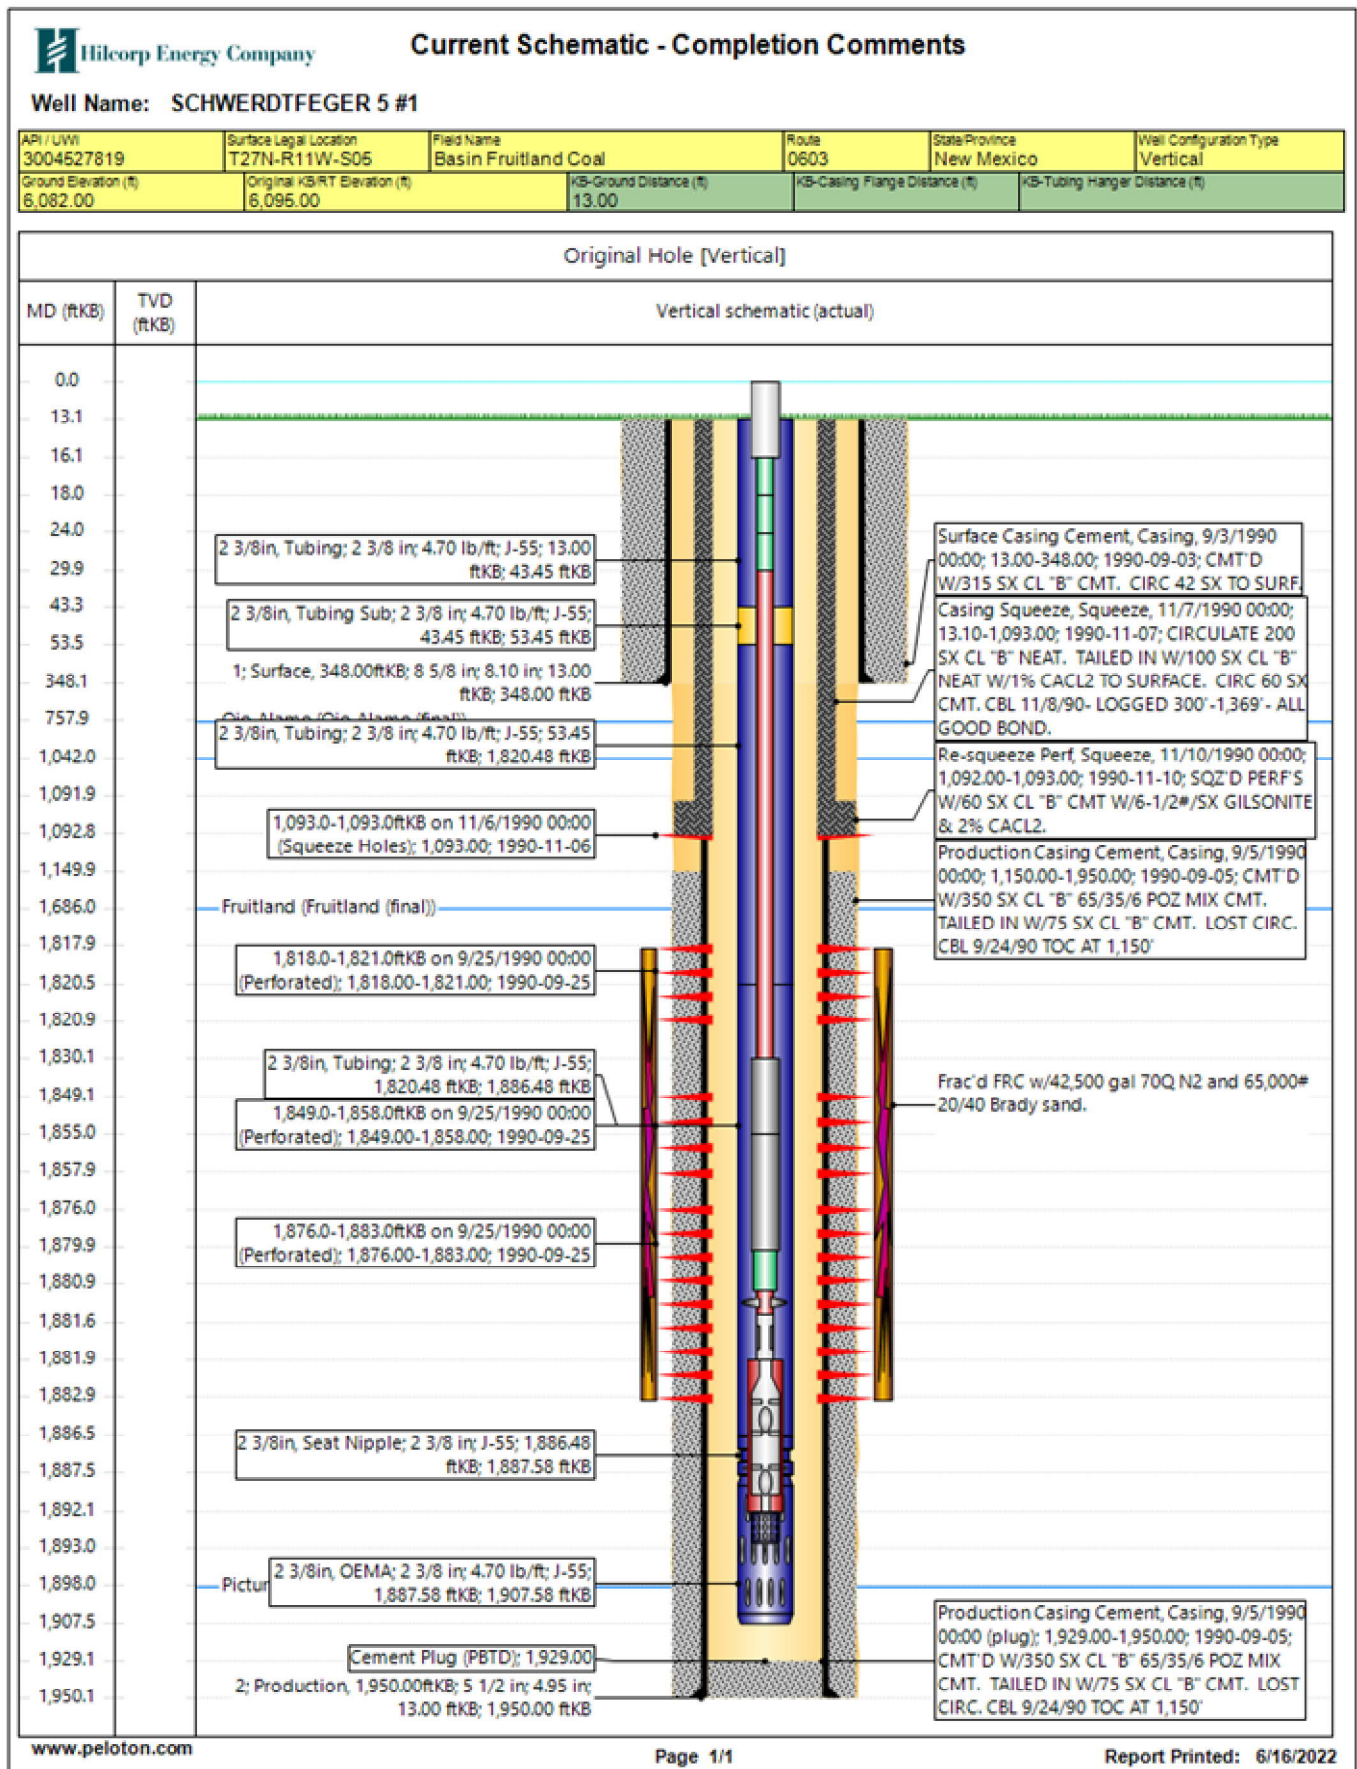 Hilcorp Energy Company
Current Schematic - Completion Comments
Well Name: SCHWERDTFEGER 5 #1
API / UWI
3004527819
Surface Legal Location
T27N-R11W-S05
Field Name
Basin Fruitland Coal
Route
0603
State/Province
New Mexico
Well Configuration Type
Vertical
Ground Elevation (ft)
6,082.00
Original KB/RT Elevation (ft)
6,095.00
KB-Ground Distance (ft)
13.00
KB-Casing Flange Distance (ft)
KB-Tubing Hanger Distance (ft)
Original Hole [Vertical]
MD (ftKB)
TVD
(ftKB)
Vertical schematic (actual)
0.0
13.1
16.1
18.0
24.0
29.9
43.3
53.5
348.1
757.9
1,042.0
1,091.9
1,092.8
1,149.9
1,686.0
1,817.9
1,820.5
1,820.9
1,830.1
1,849.1
1,855.0
1,857.9
1,876.0
1,879.9
1,880.9
1,881.6
1,881.9
1,882.9
1,886.5
1,887.5
1,892.1
1,893.0
1,898.0
1,907.5
1,929.1
1,950.1
2 3/8in, Tubing; 2 3/8 in; 4.70 lb/ft; J-55; 13.00
ftKB; 43.45 ftKB
2 3/8in, Tubing Sub; 2 3/8 in; 4.70 lb/ft; J-55;
43.45 ftKB; 53.45 ftKB
1; Surface, 348.00ftKB; 8 5/8 in; 8.10 in; 13.00
ftKB; 348.00 ftKB
Ojo Alamo (Ojo Alamo (final))
2 3/8in, Tubing; 2 3/8 in; 4.70 lb/ft; J-55; 53.45
ftKB; 1,820.48 ftKB
1,093.0-1,093.0ftKB on 11/6/1990 00:00
(Squeeze Holes); 1,093.00; 1990-11-06
Fruitland (Fruitland (final))
1,818.0-1,821.0ftKB on 9/25/1990 00:00
(Perforated); 1,818.00-1,821.00; 1990-09-25
2 3/8in, Tubing; 2 3/8 in; 4.70 lb/ft; J-55;
1,820.48 ftKB; 1,886.48 ftKB
1,849.0-1,858.0ftKB on 9/25/1990 00:00
(Perforated); 1,849.00-1,858.00; 1990-09-25
1,876.0-1,883.0ftKB on 9/25/1990 00:00
(Perforated); 1,876.00-1,883.00; 1990-09-25
2 3/8in, Seat Nipple; 2 3/8 in; J-55; 1,886.48
ftKB; 1,887.58 ftKB
Pictur
2 3/8in, OEMA; 2 3/8 in; 4.70 lb/ft; J-55;
1,887.58 ftKB; 1,907.58 ftKB
Cement Plug (PBTD); 1,929.00
2; Production, 1,950.00ftKB; 5 1/2 in; 4.95 in;
13.00 ftKB; 1,950.00 ftKB
Surface Casing Cement, Casing, 9/3/1990
00:00; 13.00-348.00; 1990-09-03; CMT'D
W/315 SX CL "B" CMT. CIRC 42 SX TO SURF.
Casing Squeeze, Squeeze, 11/7/1990 00:00;
13.10-1,093.00; 1990-11-07; CIRCULATE 200
SX CL "B" NEAT. TAILED IN W/100 SX CL "B"
NEAT W/1% CACL2 TO SURFACE. CIRC 60 SX
CMT. CBL 11/8/90- LOGGED 300'-1,369'- ALL
GOOD BOND.
Re-squeeze Perf, Squeeze, 11/10/1990 00:00;
1,092.00-1,093.00; 1990-11-10; SQZ'D PERF'S
W/60 SX CL "B" CMT W/6-1/2#/SX GILSONITE
& 2% CACL2.
Production Casing Cement, Casing, 9/5/1990
00:00; 1,150.00-1,950.00; 1990-09-05; CMT'D
W/350 SX CL "B" 65/35/6 POZ MIX CMT.
TAILED IN W/75 SX CL "B" CMT. LOST CIRC.
CBL 9/24/90 TOC AT 1,150'
Frac'd FRC w/42,500 gal 70Q N2 and 65,000#
20/40 Brady sand.
Production Casing Cement, Casing, 9/5/1990
00:00 (plug); 1,929.00-1,950.00; 1990-09-05;
CMT'D W/350 SX CL "B" 65/35/6 POZ MIX
CMT. TAILED IN W/75 SX CL "B" CMT. LOST
CIRC. CBL 9/24/90 TOC AT 1,150'
www.peloton.com
Page 1/1
Report Printed: 6/16/2022